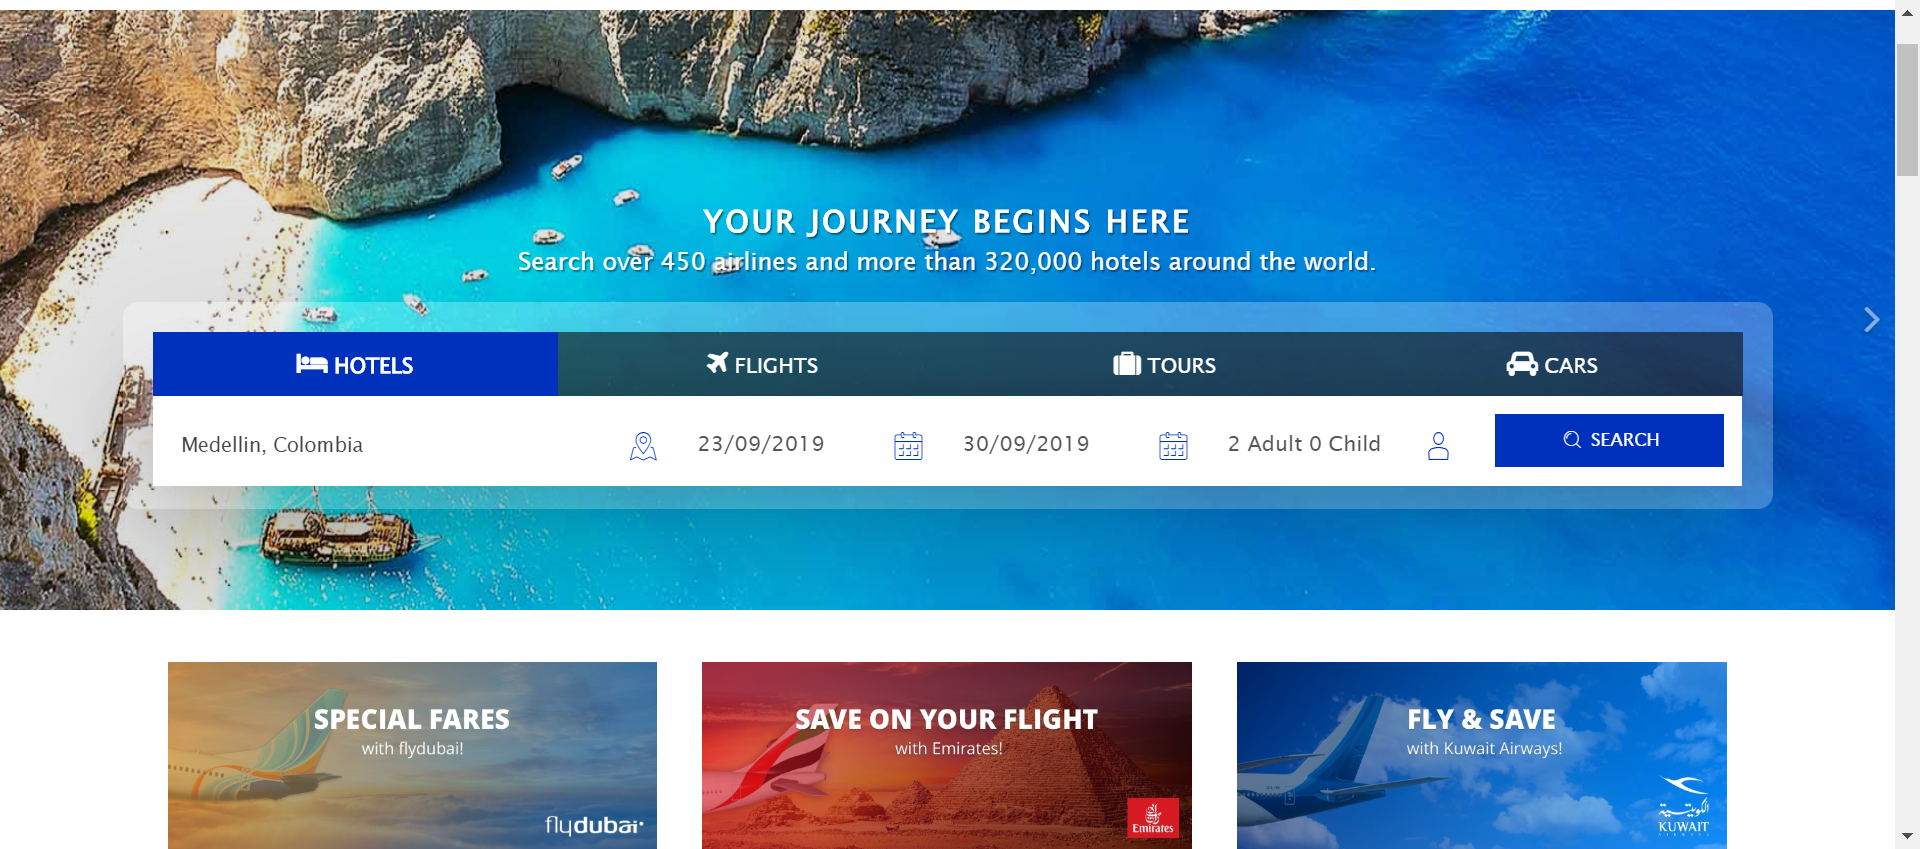 YOUR JOURNEY BEGINS HERE
Search over 450 airlines and more than 320,000 hotels around the world.
HOTELS
FLIGHTS
TOURS
CARS
Medellin, Colombia
23/09/2019
30/09/2019
2 Adult 0 Child
SEARCH
SPECIAL FARES
with flydubai!
flydubai
SAVE ON YOUR FLIGHT
with Emirates!
Emirates
FLY & SAVE
with Kuwait Airways!
الكويتية
KUWAIT
AIRWAYS